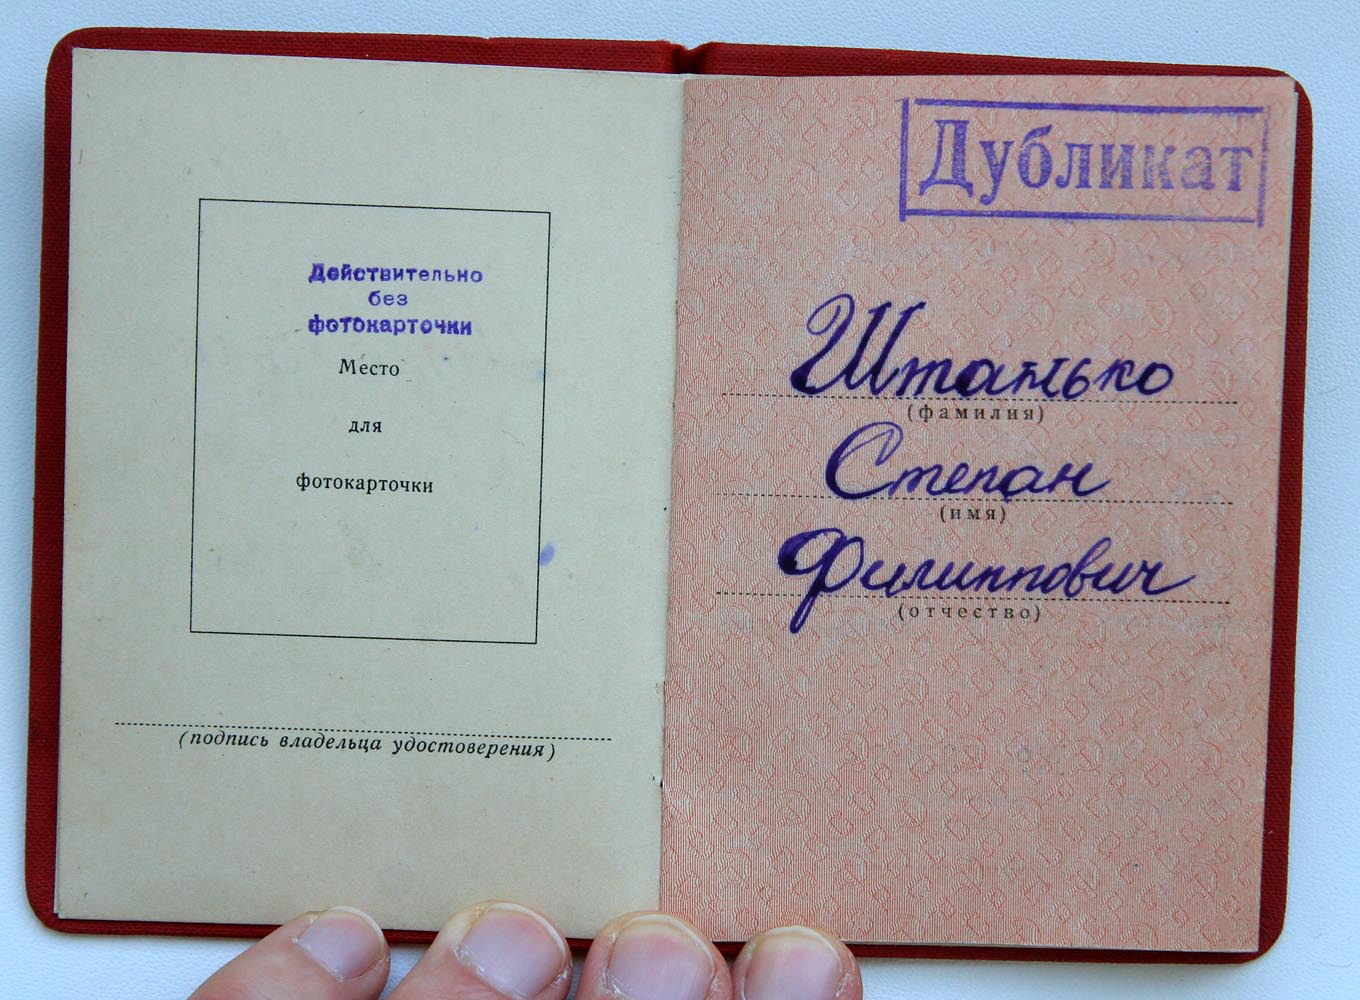 Действительно
без
фотокарточки
Место
для
фотокарточки
(подпись владельца удостоверения)
Дубликат
Штанько
(фамилия)
Степан
(имя)
Филиппович
(отчество)